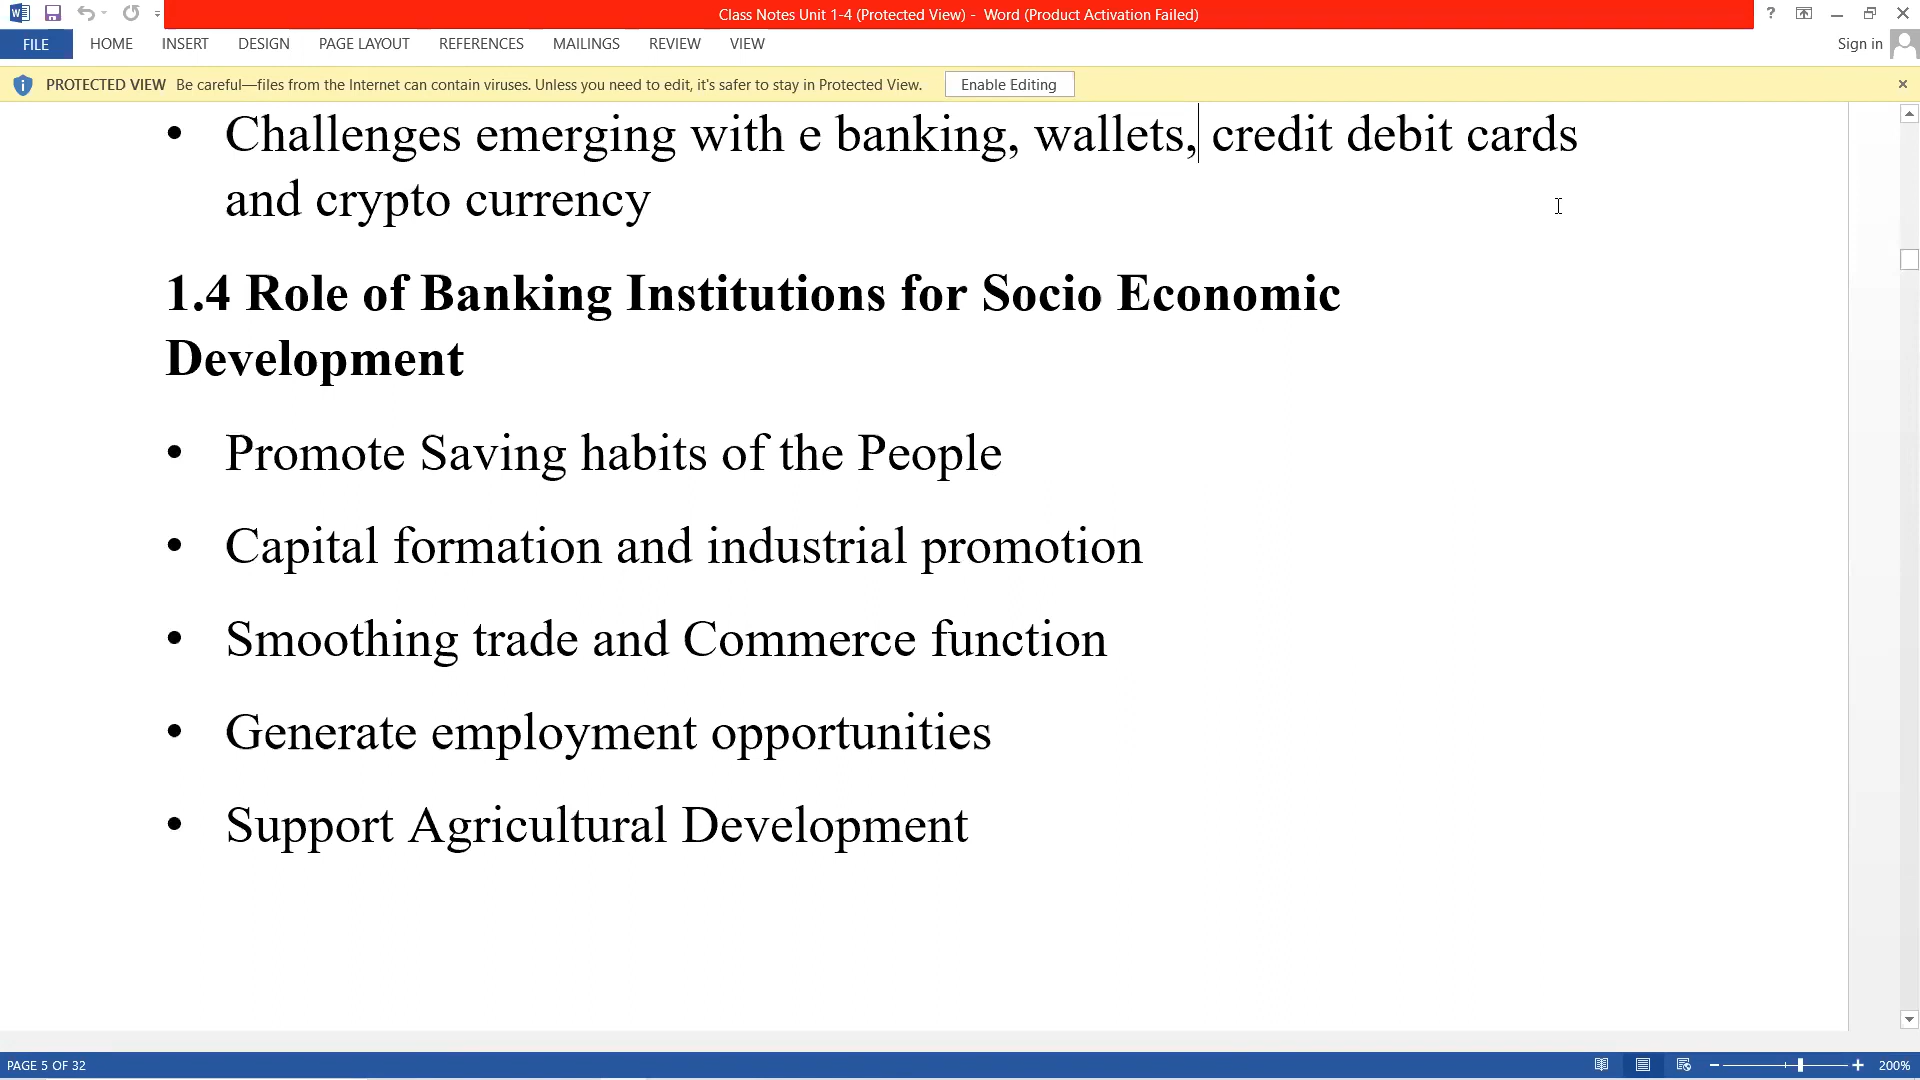 Class Notes Unit 1-4 (Protected View) - Word (Product Activation Failed)
?
FILE HOME INSERT DESIGN PAGE LAYOUT REFERENCES MAILINGS REVIEW VIEW Sign in
PROTECTED VIEW Be careful—files from the Internet can contain viruses. Unless you need to edit, it's safer to stay in Protected View. Enable Editing
• Challenges emerging with e banking, wallets, credit debit cards
and crypto currency
1.4 Role of Banking Institutions for Socio Economic
Development
• Promote Saving habits of the People
• Capital formation and industrial promotion
• Smoothing trade and Commerce function
• Generate employment opportunities
• Support Agricultural Development
PAGE 5 OF 32 200%